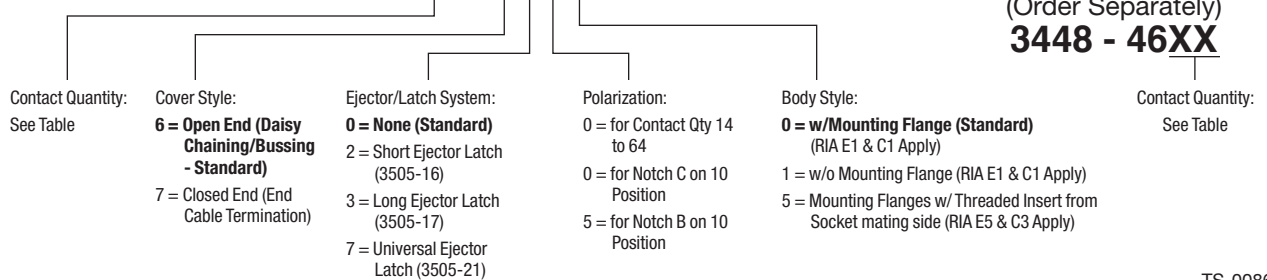 (Order Separately)
3448 - 46XX
Contact Quantity:
See Table
Cover Style:
6 = Open End (Daisy
Chaining/Bussing
- Standard)
7 = Closed End (End
Cable Termination)
Ejector/Latch System:
0 = None (Standard)
2 = Short Ejector Latch
(3505-16)
3 = Long Ejector Latch
(3505-17)
7 = Universal Ejector
Latch (3505-21)
Polarization:
0 = for Contact Qty 14
to 64
0 = for Notch C on 10
Position
5 = for Notch B on 10
Position
Body Style:
0 = w/Mounting Flange (Standard)
(RIA E1 & C1 Apply)
1 = w/o Mounting Flange (RIA E1 & C1 Apply)
5 = Mounting Flanges w/ Threaded Insert from
Socket mating side (RIA E5 & C3 Apply)
Contact Quantity:
See Table